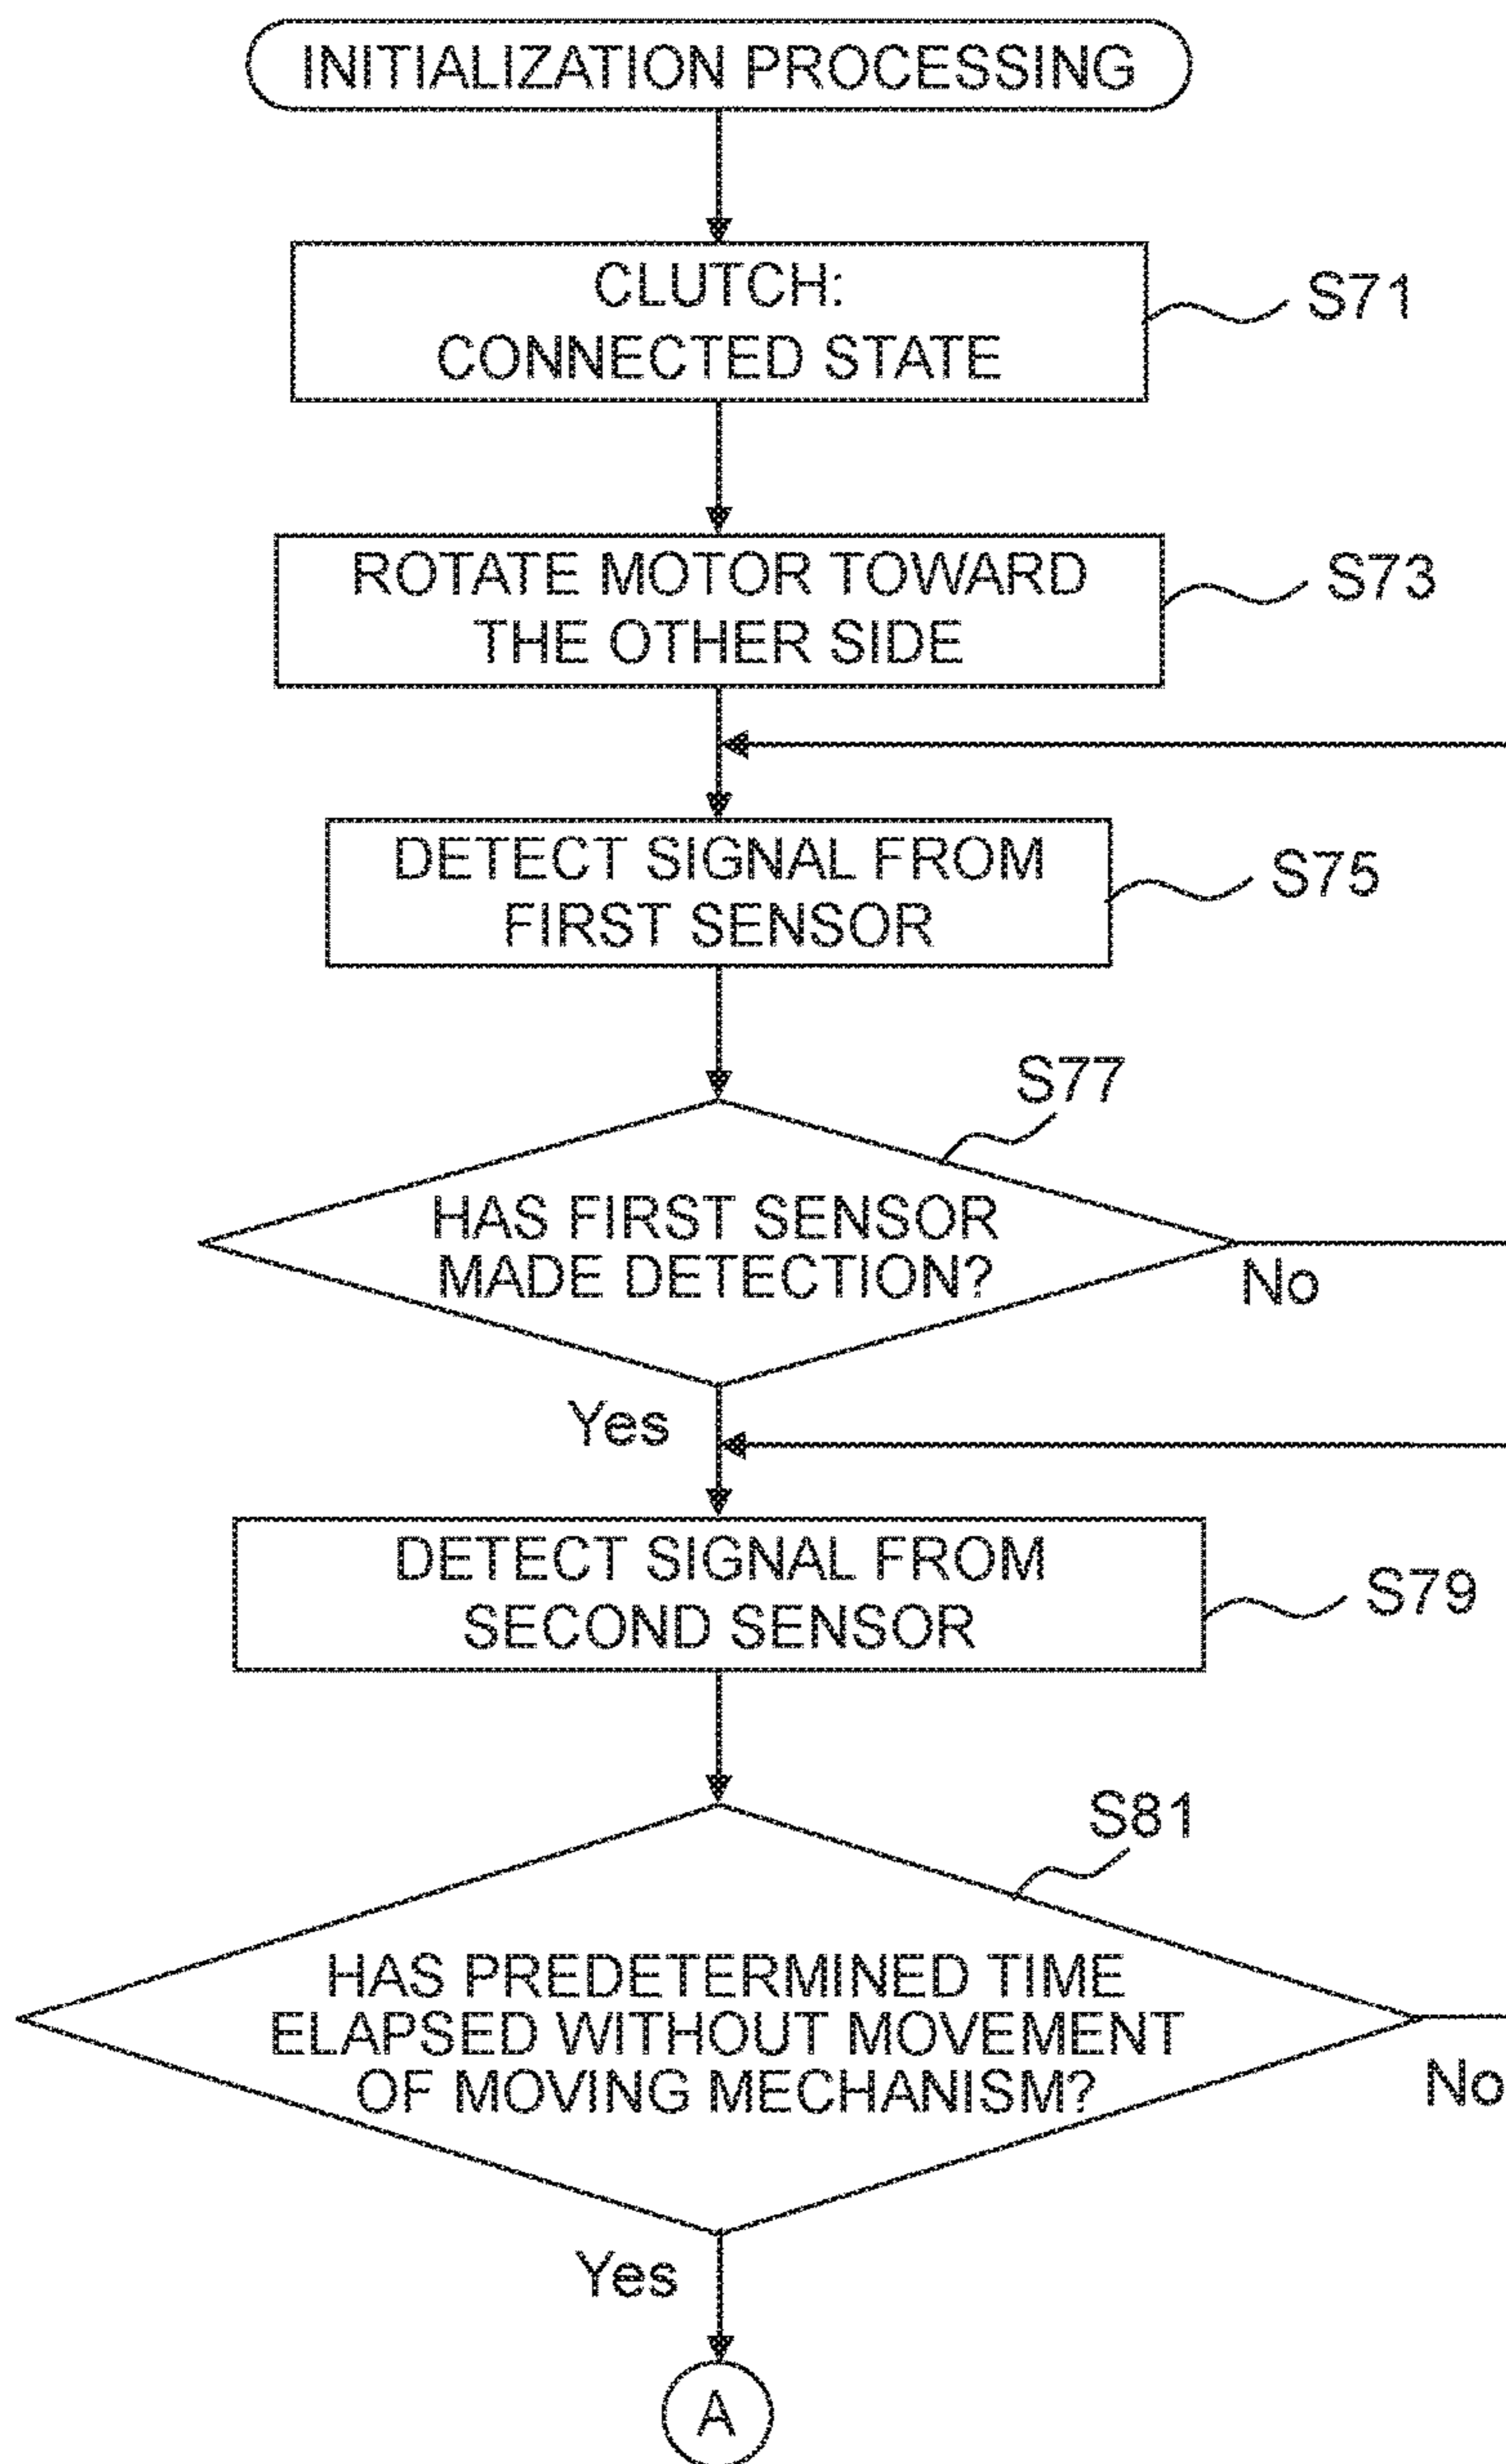 INITIALIZATION PROCESSING
CLUTCH:
CONNECTED STATE
S71
ROTATE MOTOR TOWARD
THE OTHER SIDE
S73
DETECT SIGNAL FROM
FIRST SENSOR
S75
S77
HAS FIRST SENSOR
MADE DETECTION?
No
Yes
DETECT SIGNAL FROM
SECOND SENSOR
S79
S81
HAS PREDETERMINED TIME
ELAPSED WITHOUT MOVEMENT
OF MOVING MECHANISM?
No
Yes
A